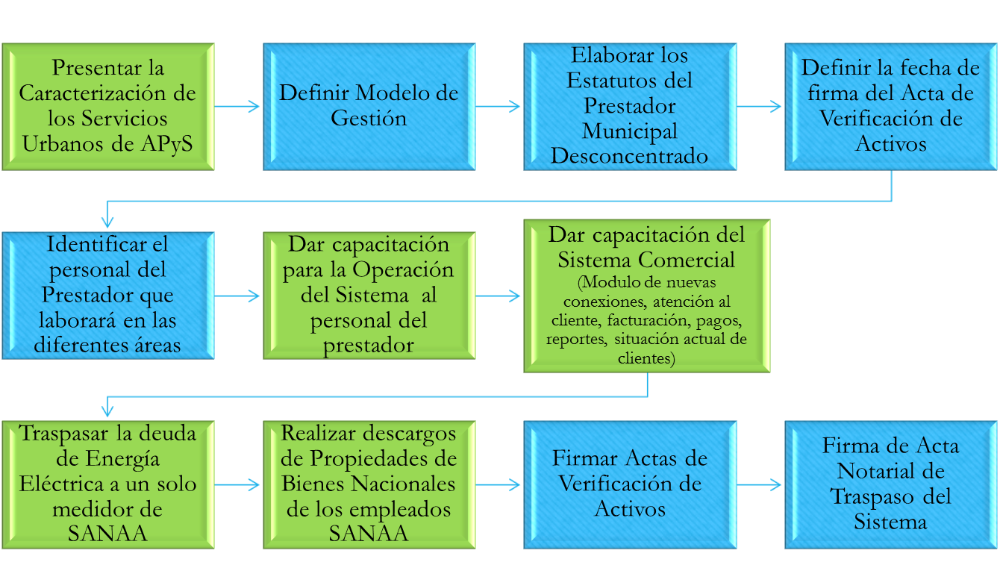 Presentar la
Caracterización de
los Servicios
Urbanos de APyS
Definir Modelo de
Gestión
Elaborar los
Estatutos del
Prestador
Municipal
Desconcentrado
Definir la fecha de
firma del Acta de
Verificación de
Activos
Identificar el
personal del
Prestador que
laborará en las
diferentes áreas
Dar capacitación
para la Operación
del Sistema al
personal del
prestador
Dar capacitación del
Sistema Comercial
(Modulo de nuevas
conexiones, atención al
cliente, facturación, pagos,
reportes, situación actual de
clientes)
Traspasar la deuda
de Energía
Eléctrica a un solo
medidor de
SANAA
Realizar descargos
de Propiedades de
Bienes Nacionales
de los empleados
SANAA
Firmar Actas de
Verificación de
Activos
Firma de Acta
Notarial de
Traspaso del
Sistema